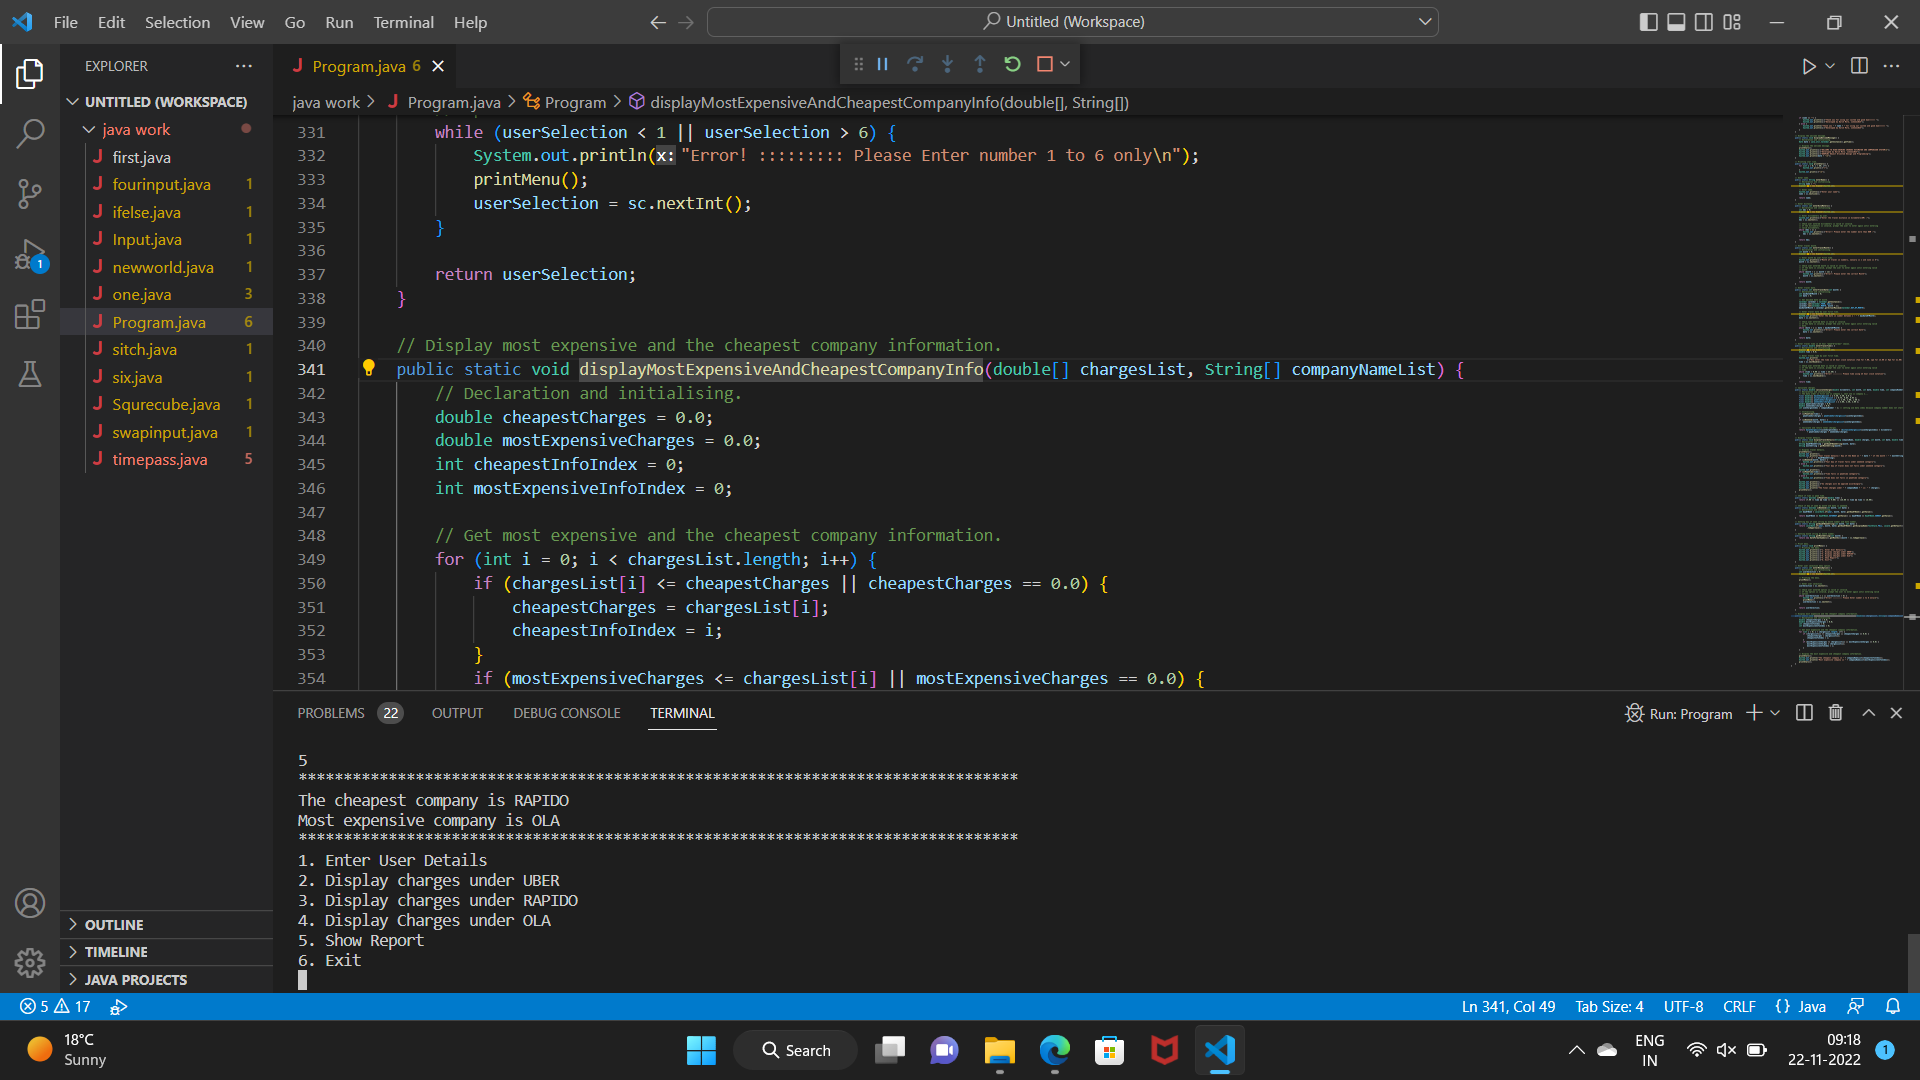 File Edit Selection View Go Run Terminal Help
Untitled (Workspace)
EXPLORER
UNTITLED (WORKSPACE)
java work
J first.java
J fourinput.java 1
J ifelse.java 1
J Input.java 1
J newworld.java 1
J one.java 3
J Program.java 6
J sitch.java 1
J six.java 1
J Squrecube.java 1
J swapinput.java 1
J timepass.java 5
OUTLINE
TIMELINE
JAVA PROJECTS
1
J Program.java 6
java work > J Program.java > Program > displayMostExpensiveAndCheapestCompanyInfo(double[], String[])
331 while (userSelection < 1 || userSelection > 6) {
332 System.out.println(x: "Error! ::::::::: Please Enter number 1 to 6 only\n");
333 printMenu();
334 userSelection = sc.nextInt();
335 }
336
337 return userSelection;
338 }
339
340 // Display most expensive and the cheapest company information.
341 public static void displayMostExpensiveAndCheapestCompanyInfo(double[] chargesList, String[] companyNameList) {
342 // Declaration and initialising.
343 double cheapestCharges = 0.0;
344 double mostExpensiveCharges = 0.0;
345 int cheapestInfoIndex = 0;
346 int mostExpensiveInfoIndex = 0;
347
348 // Get most expensive and the cheapest company information.
349 for (int i = 0; i < chargesList.length; i++) {
350 if (chargesList[i] <= cheapestCharges || cheapestCharges == 0.0) {
351 cheapestCharges = chargesList[i];
352 cheapestInfoIndex = i;
353 }
354 if (mostExpensiveCharges <= chargesList[i] || mostExpensiveCharges == 0.0) {
PROBLEMS 22 OUTPUT DEBUG CONSOLE TERMINAL
Run: Program
5
********************************************************************************
The cheapest company is RAPIDO
Most expensive company is OLA
********************************************************************************
1. Enter User Details
2. Display charges under UBER
3. Display charges under RAPIDO
4. Display Charges under OLA
5. Show Report
6. Exit
5 17
Ln 341, Col 49 Tab Size: 4 UTF-8 CRLF {} Java
18°C
Sunny
Search
ENG
IN
09:18
22-11-2022
1